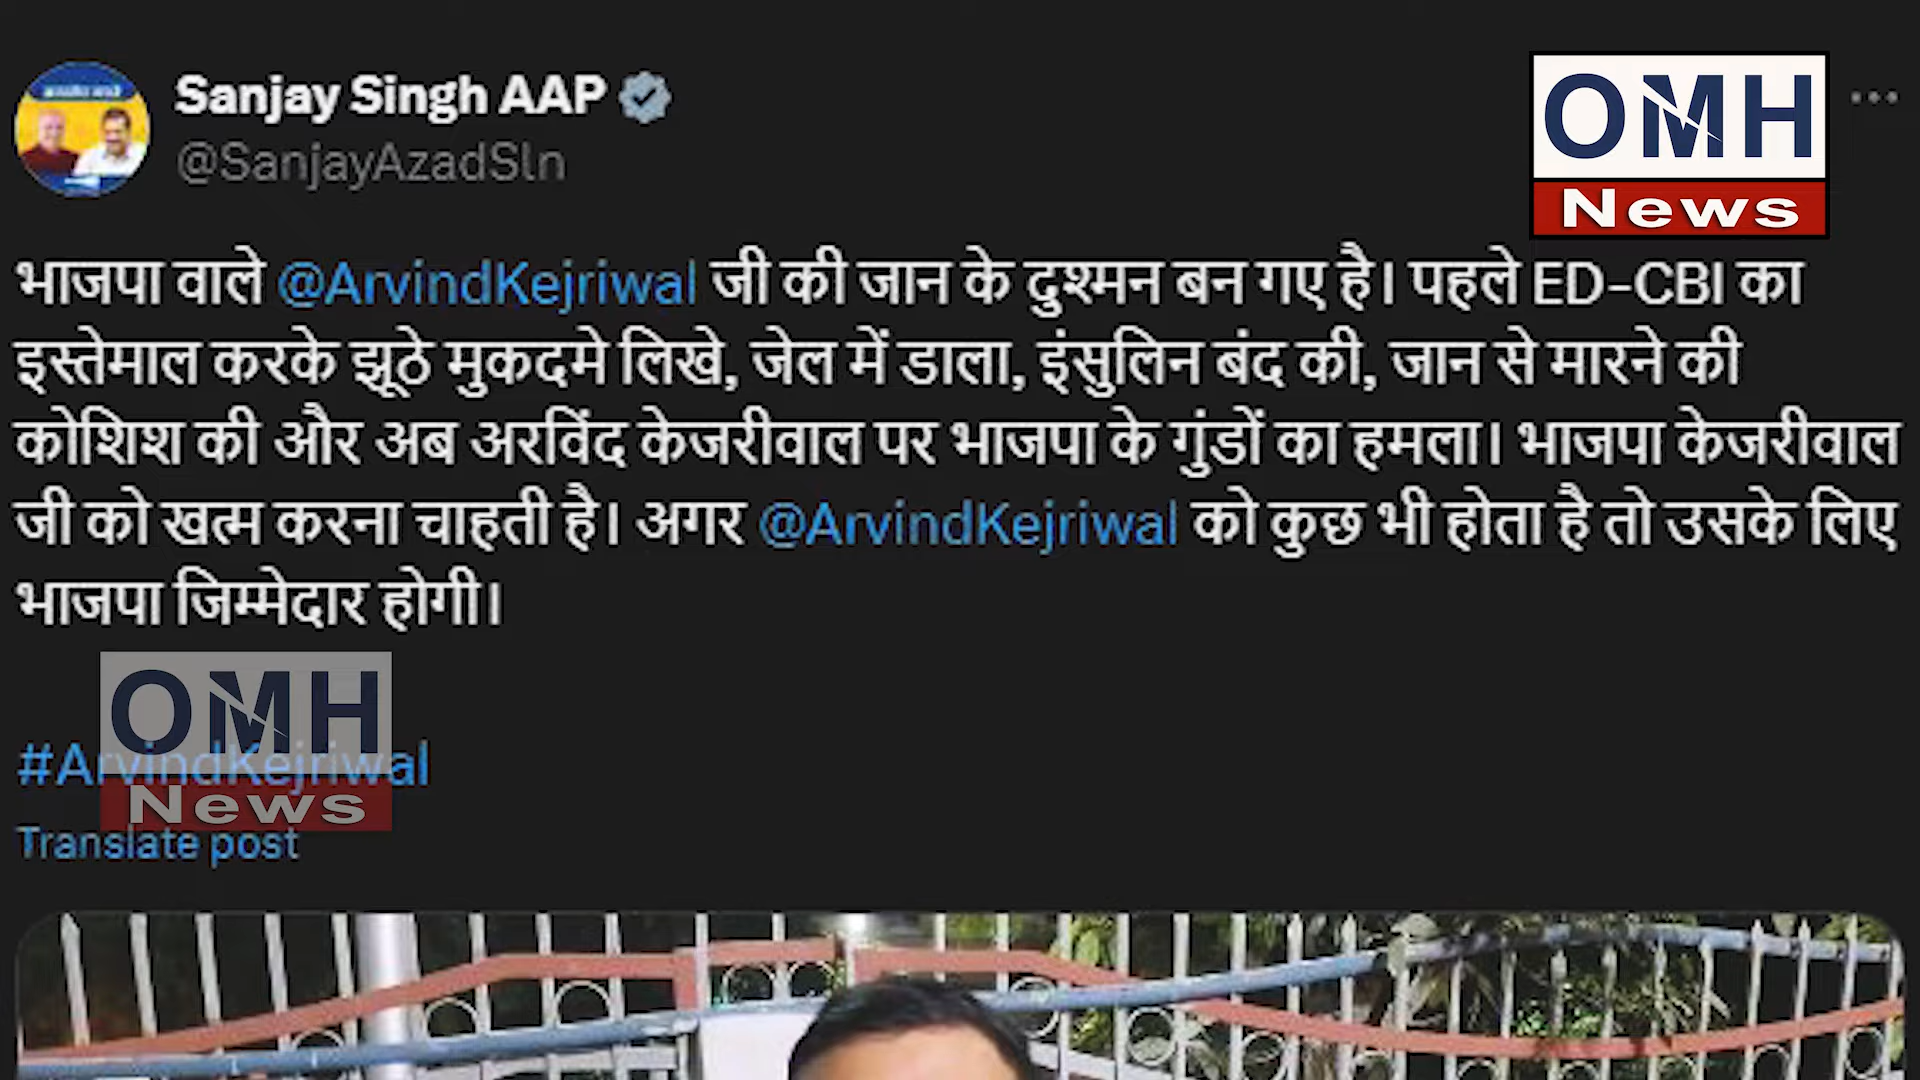 Sanjay Singh AAP
@SanjayAzadSln
OMH
News
भाजपा वाले @ArvindKejriwal जी की जान के दुश्मन बन गए है। पहले ED-CBI का
इस्तेमाल करके झूठे मुकदमे लिखे, जेल में डाला, इंसुलिन बंद की, जान से मारने की
कोशिश की और अब अरविंद केजरीवाल पर भाजपा के गुंडों का हमला। भाजपा केजरीवाल
जी को खत्म करना चाहती है। अगर @ArvindKejriwal को कुछ भी होता है तो उसके लिए
भाजपा जिम्मेदार होगी।
OMH
#ArvindKejriwal
News
Translate post